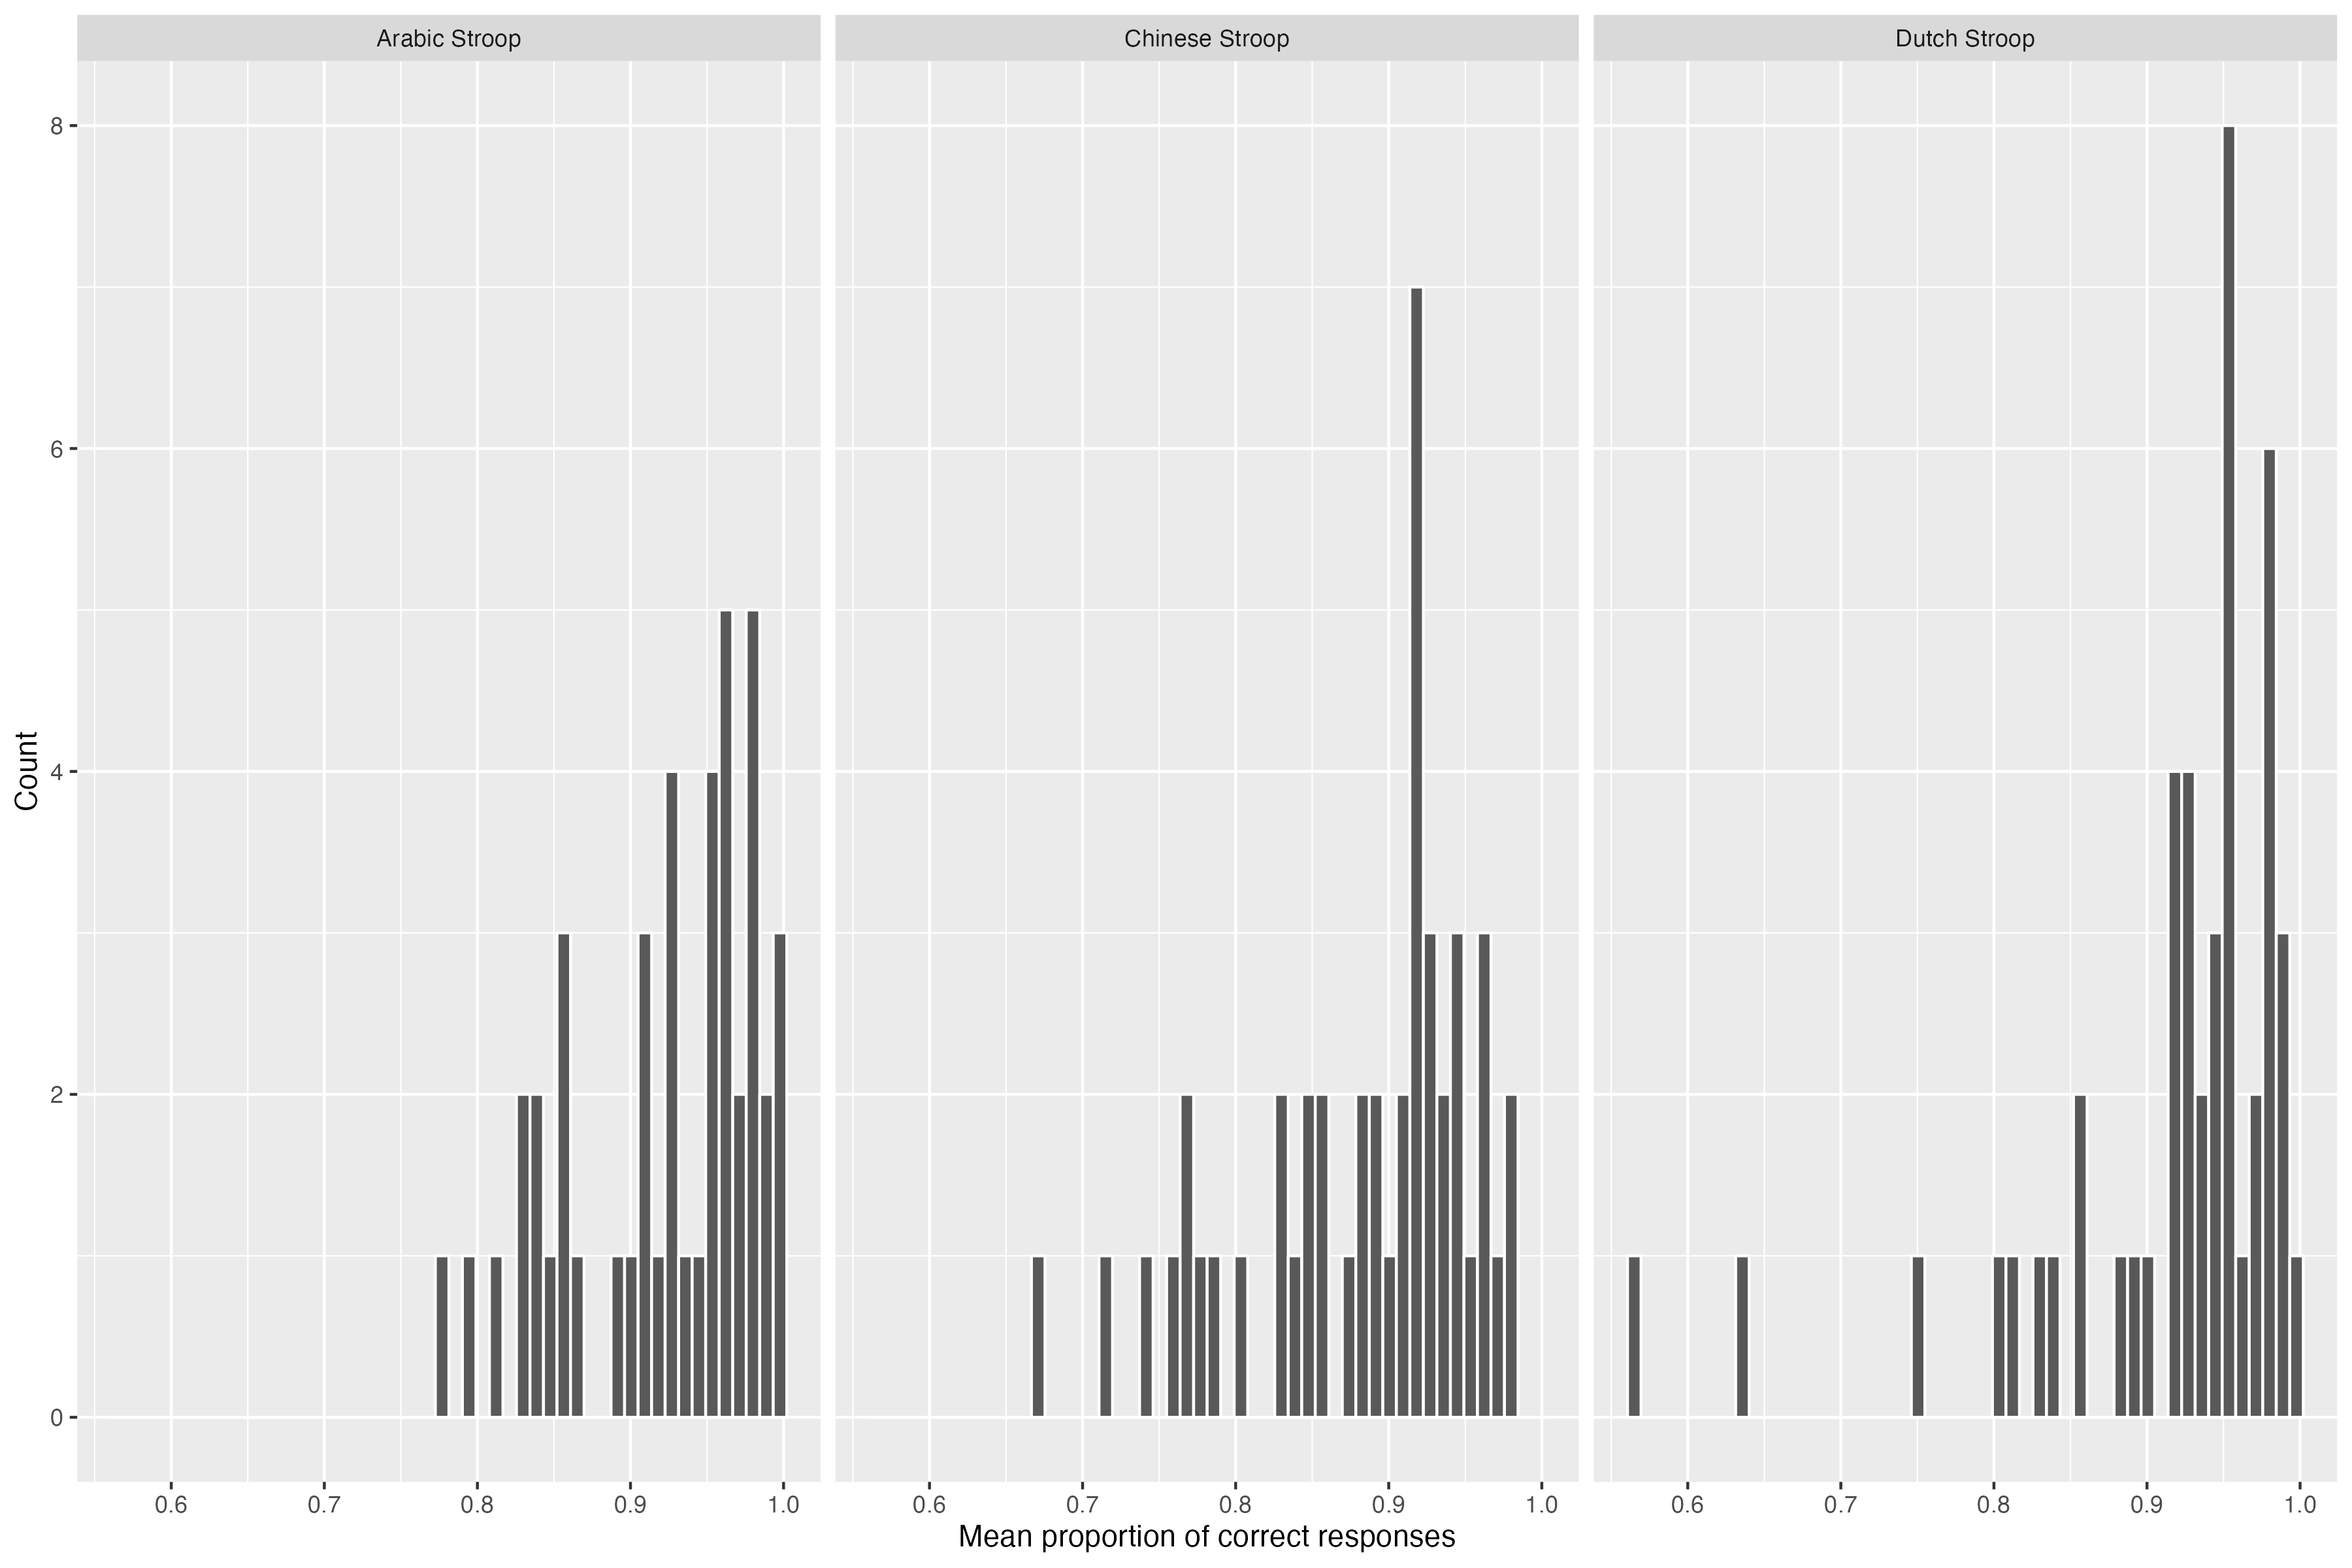 Arabic Stroop Chinese Stroop Dutch Stroop
8
6
4
2
0
Count
0.6 0.7 0.8 0.9 1.0 0.6 0.7 0.8 0.9 1.0 0.6 0.7 0.8 0.9 1.0
Mean proportion of correct responses